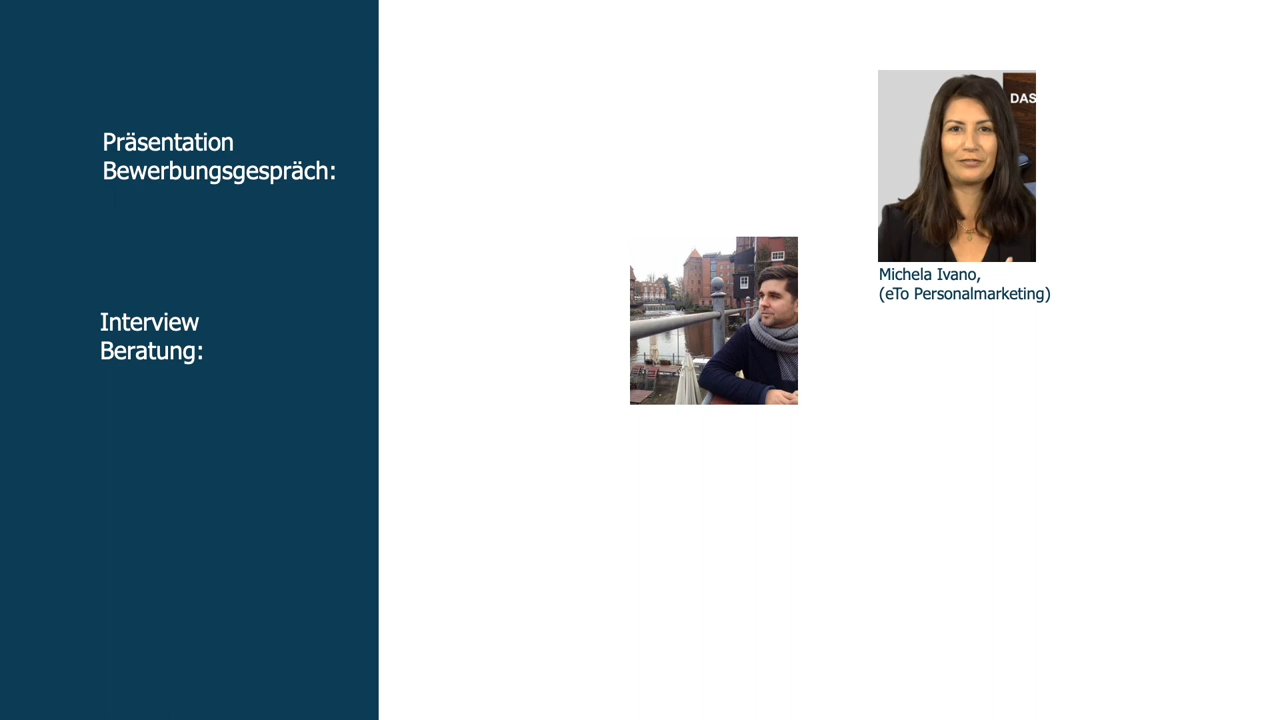 Präsentation
Bewerbungsgespräch:
DAS
Michela Ivano,
(eTo Personalmarketing)
Interview
Beratung: